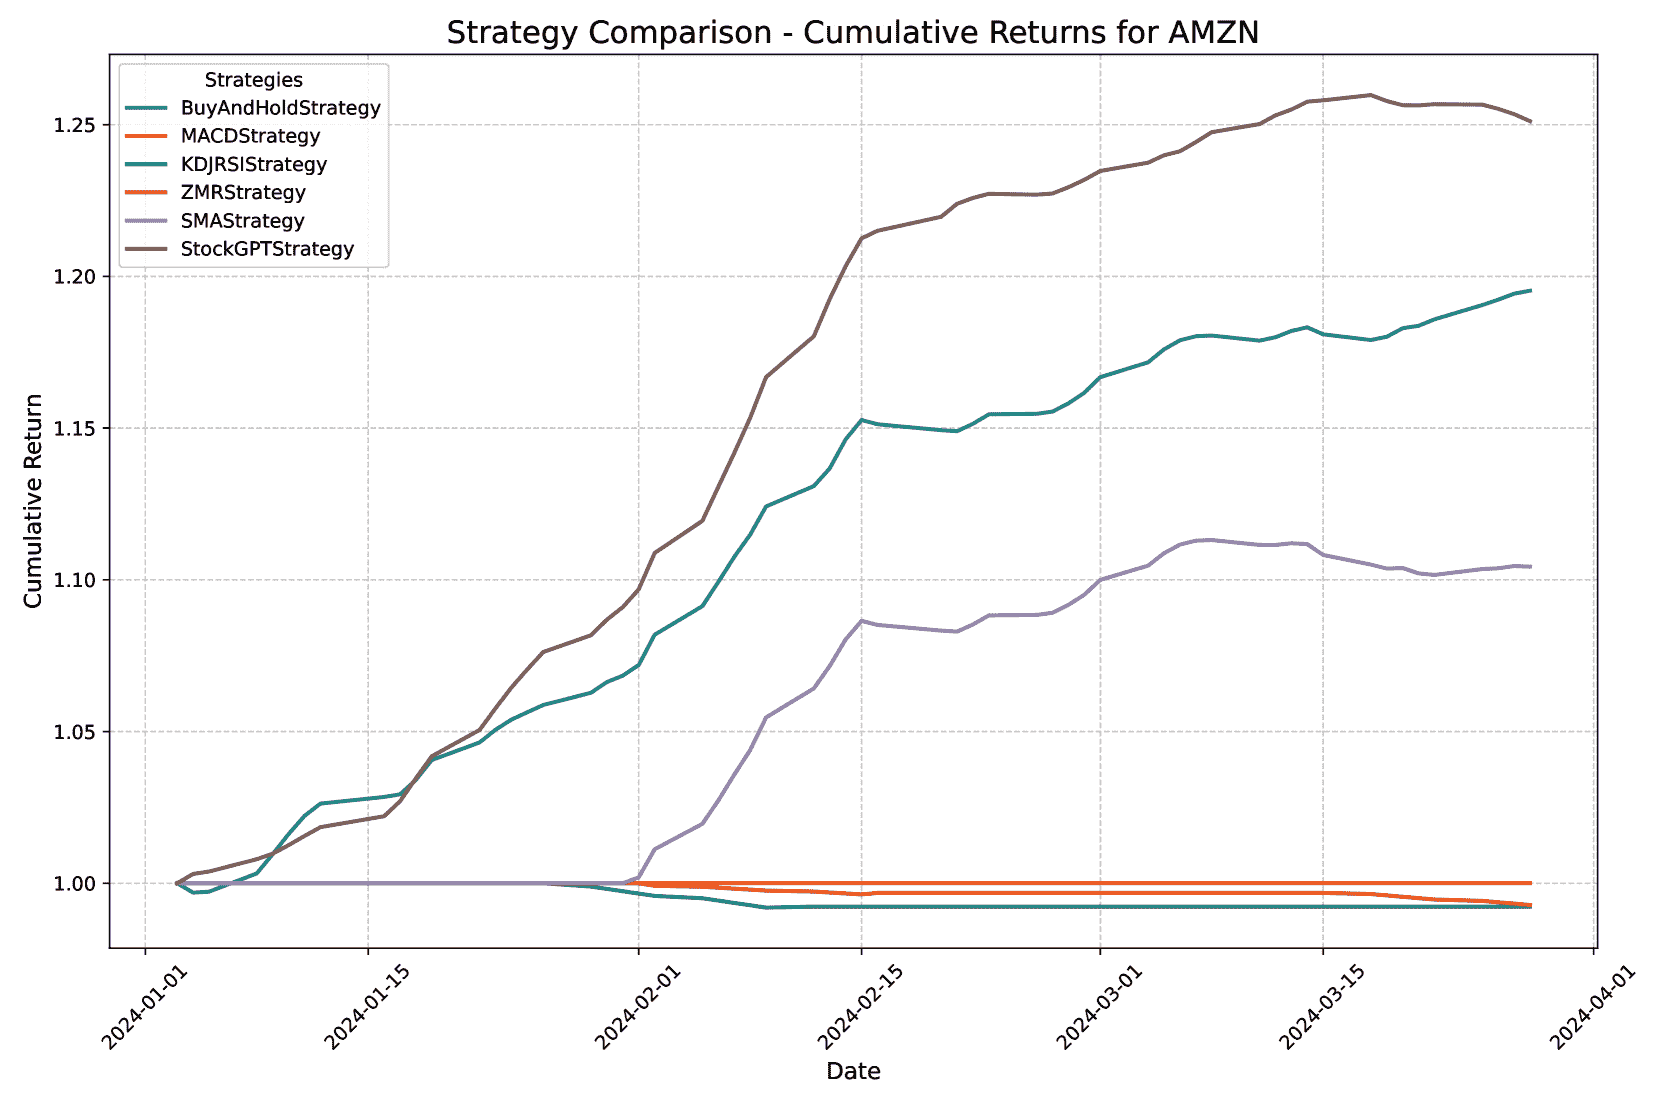 Strategy Comparison - Cumulative Returns for AMZN
Strategies
BuyAndHoldStrategy
MACDStrategy
KDJRSIStrategy
ZMRStrategy
SMAStrategy
StockGPTStrategy
Cumulative Return
1.25
1.20
1.15
1.10
1.05
1.00
2024-01-01
2024-01-15
2024-02-01
2024-02-15
2024-03-01
2024-03-15
2024-04-01
Date